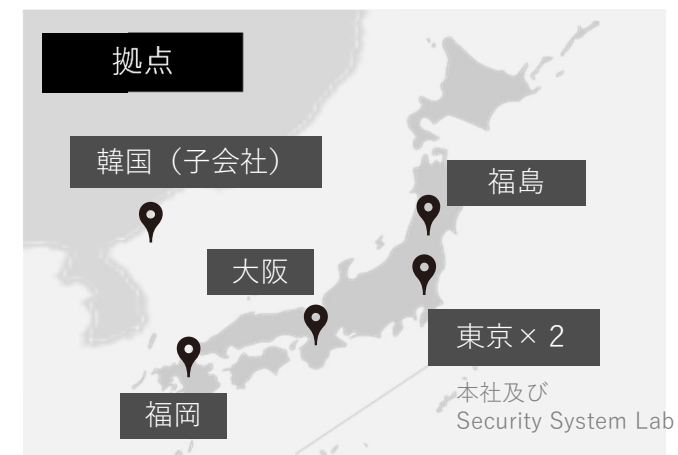 拠点
韓国（子会社）
福島
大阪
東京×２
本社及び
Security System Lab
福岡